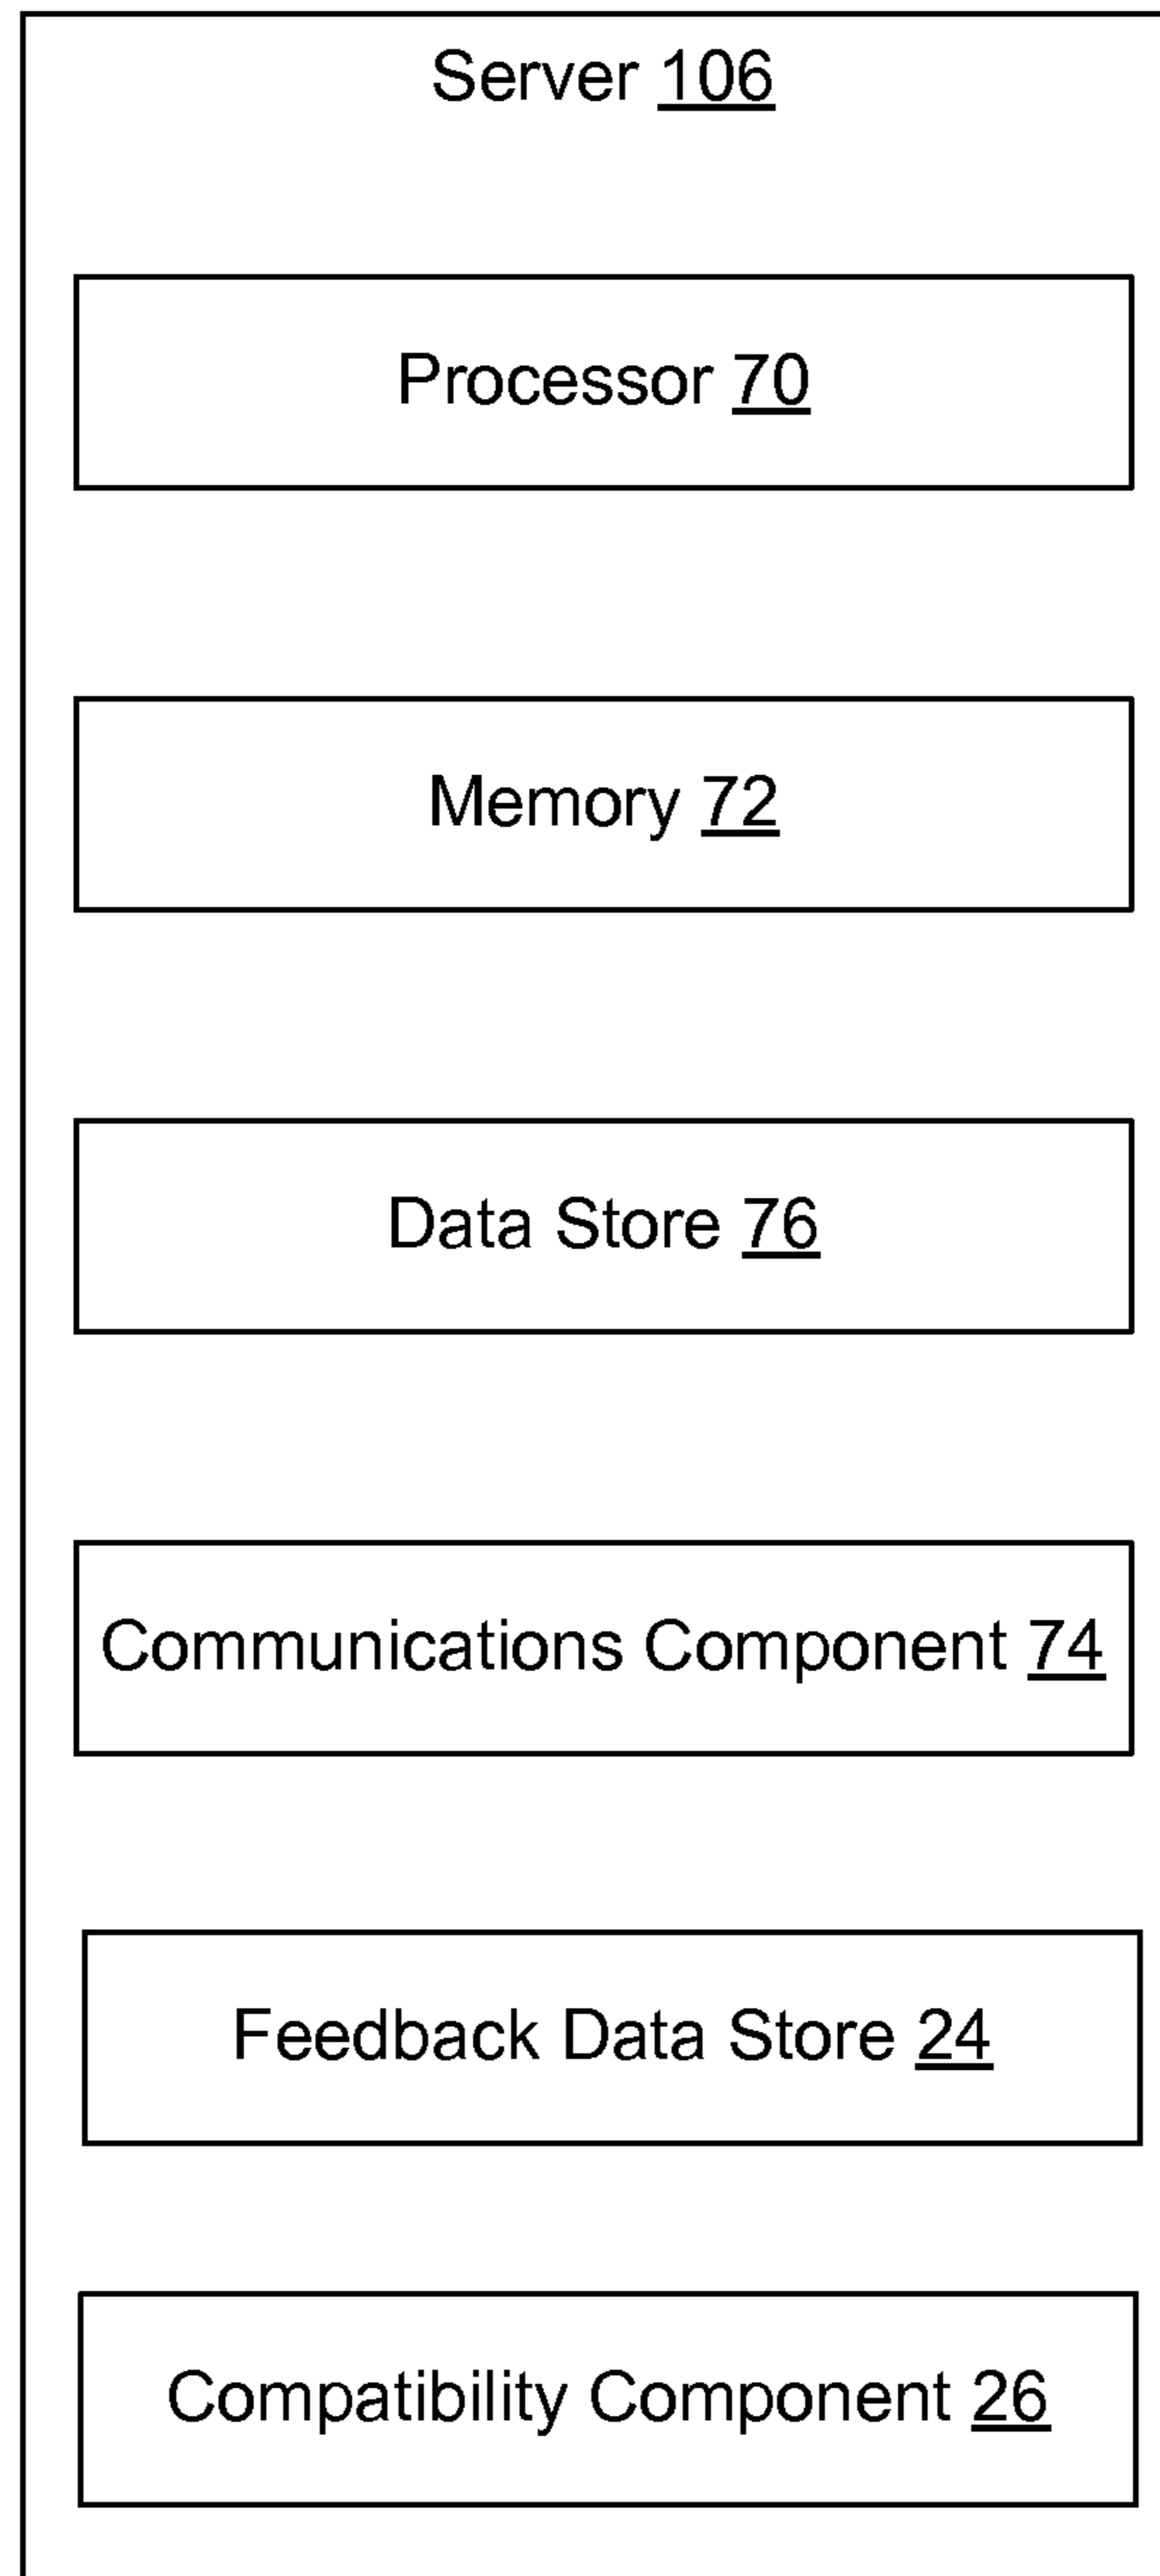 Server 106
Processor 70
Memory 72
Data Store 76
Communications Component 74
Feedback Data Store 24
Compatibility Component 26